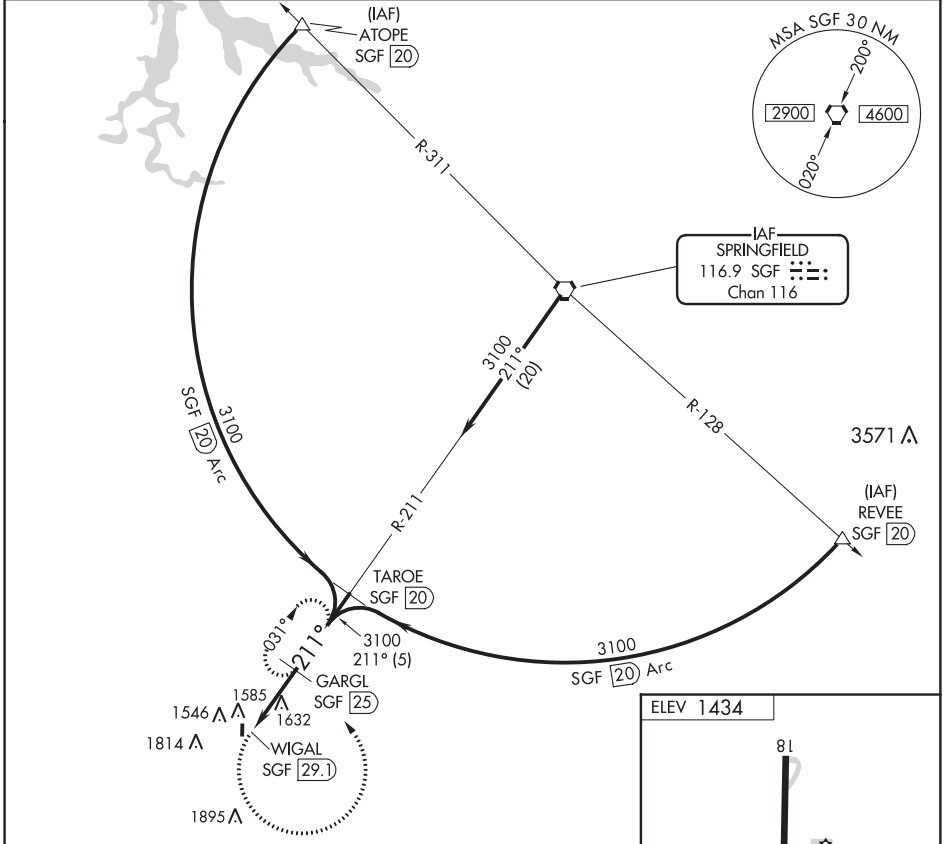 (IAF)
ATOPE
SGF 20
MSA SGF 30 NM
200°
2900
4600
020°
R-311
IAF
SPRINGFIELD
116.9 SGF
Chan 116
3100
211°
(20)
R-128
3571
(IAF)
REVEE
SGF 20
3100
SGF 20 Arc
R-211
TAROE
SGF 20
3100
211° (5)
031°
211°
3100
SGF 20 Arc
GARGL
SGF 25
1585
1546
1632
1814
WIGAL
SGF 29.1
1895
ELEV 1434
18